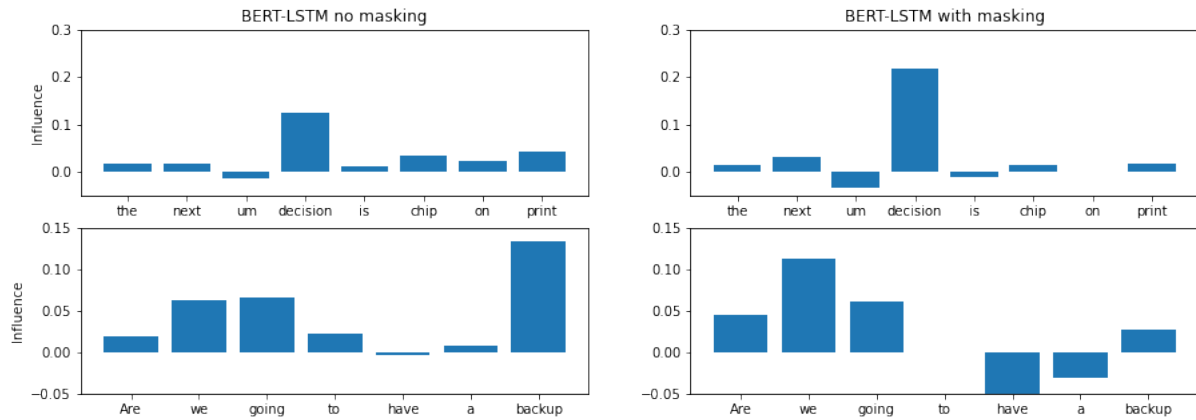 BERT-LSTM no masking
BERT-LSTM with masking
0.3
0.2
0.1
0.0
Influence
the next um decision is chip on print
0.3
0.2
0.1
0.0
the next um decision is chip on print
0.15
0.10
0.05
0.00
−0.05
Influence
Are we going to have a backup
0.15
0.10
0.05
0.00
−0.05
Are we going to have a backup